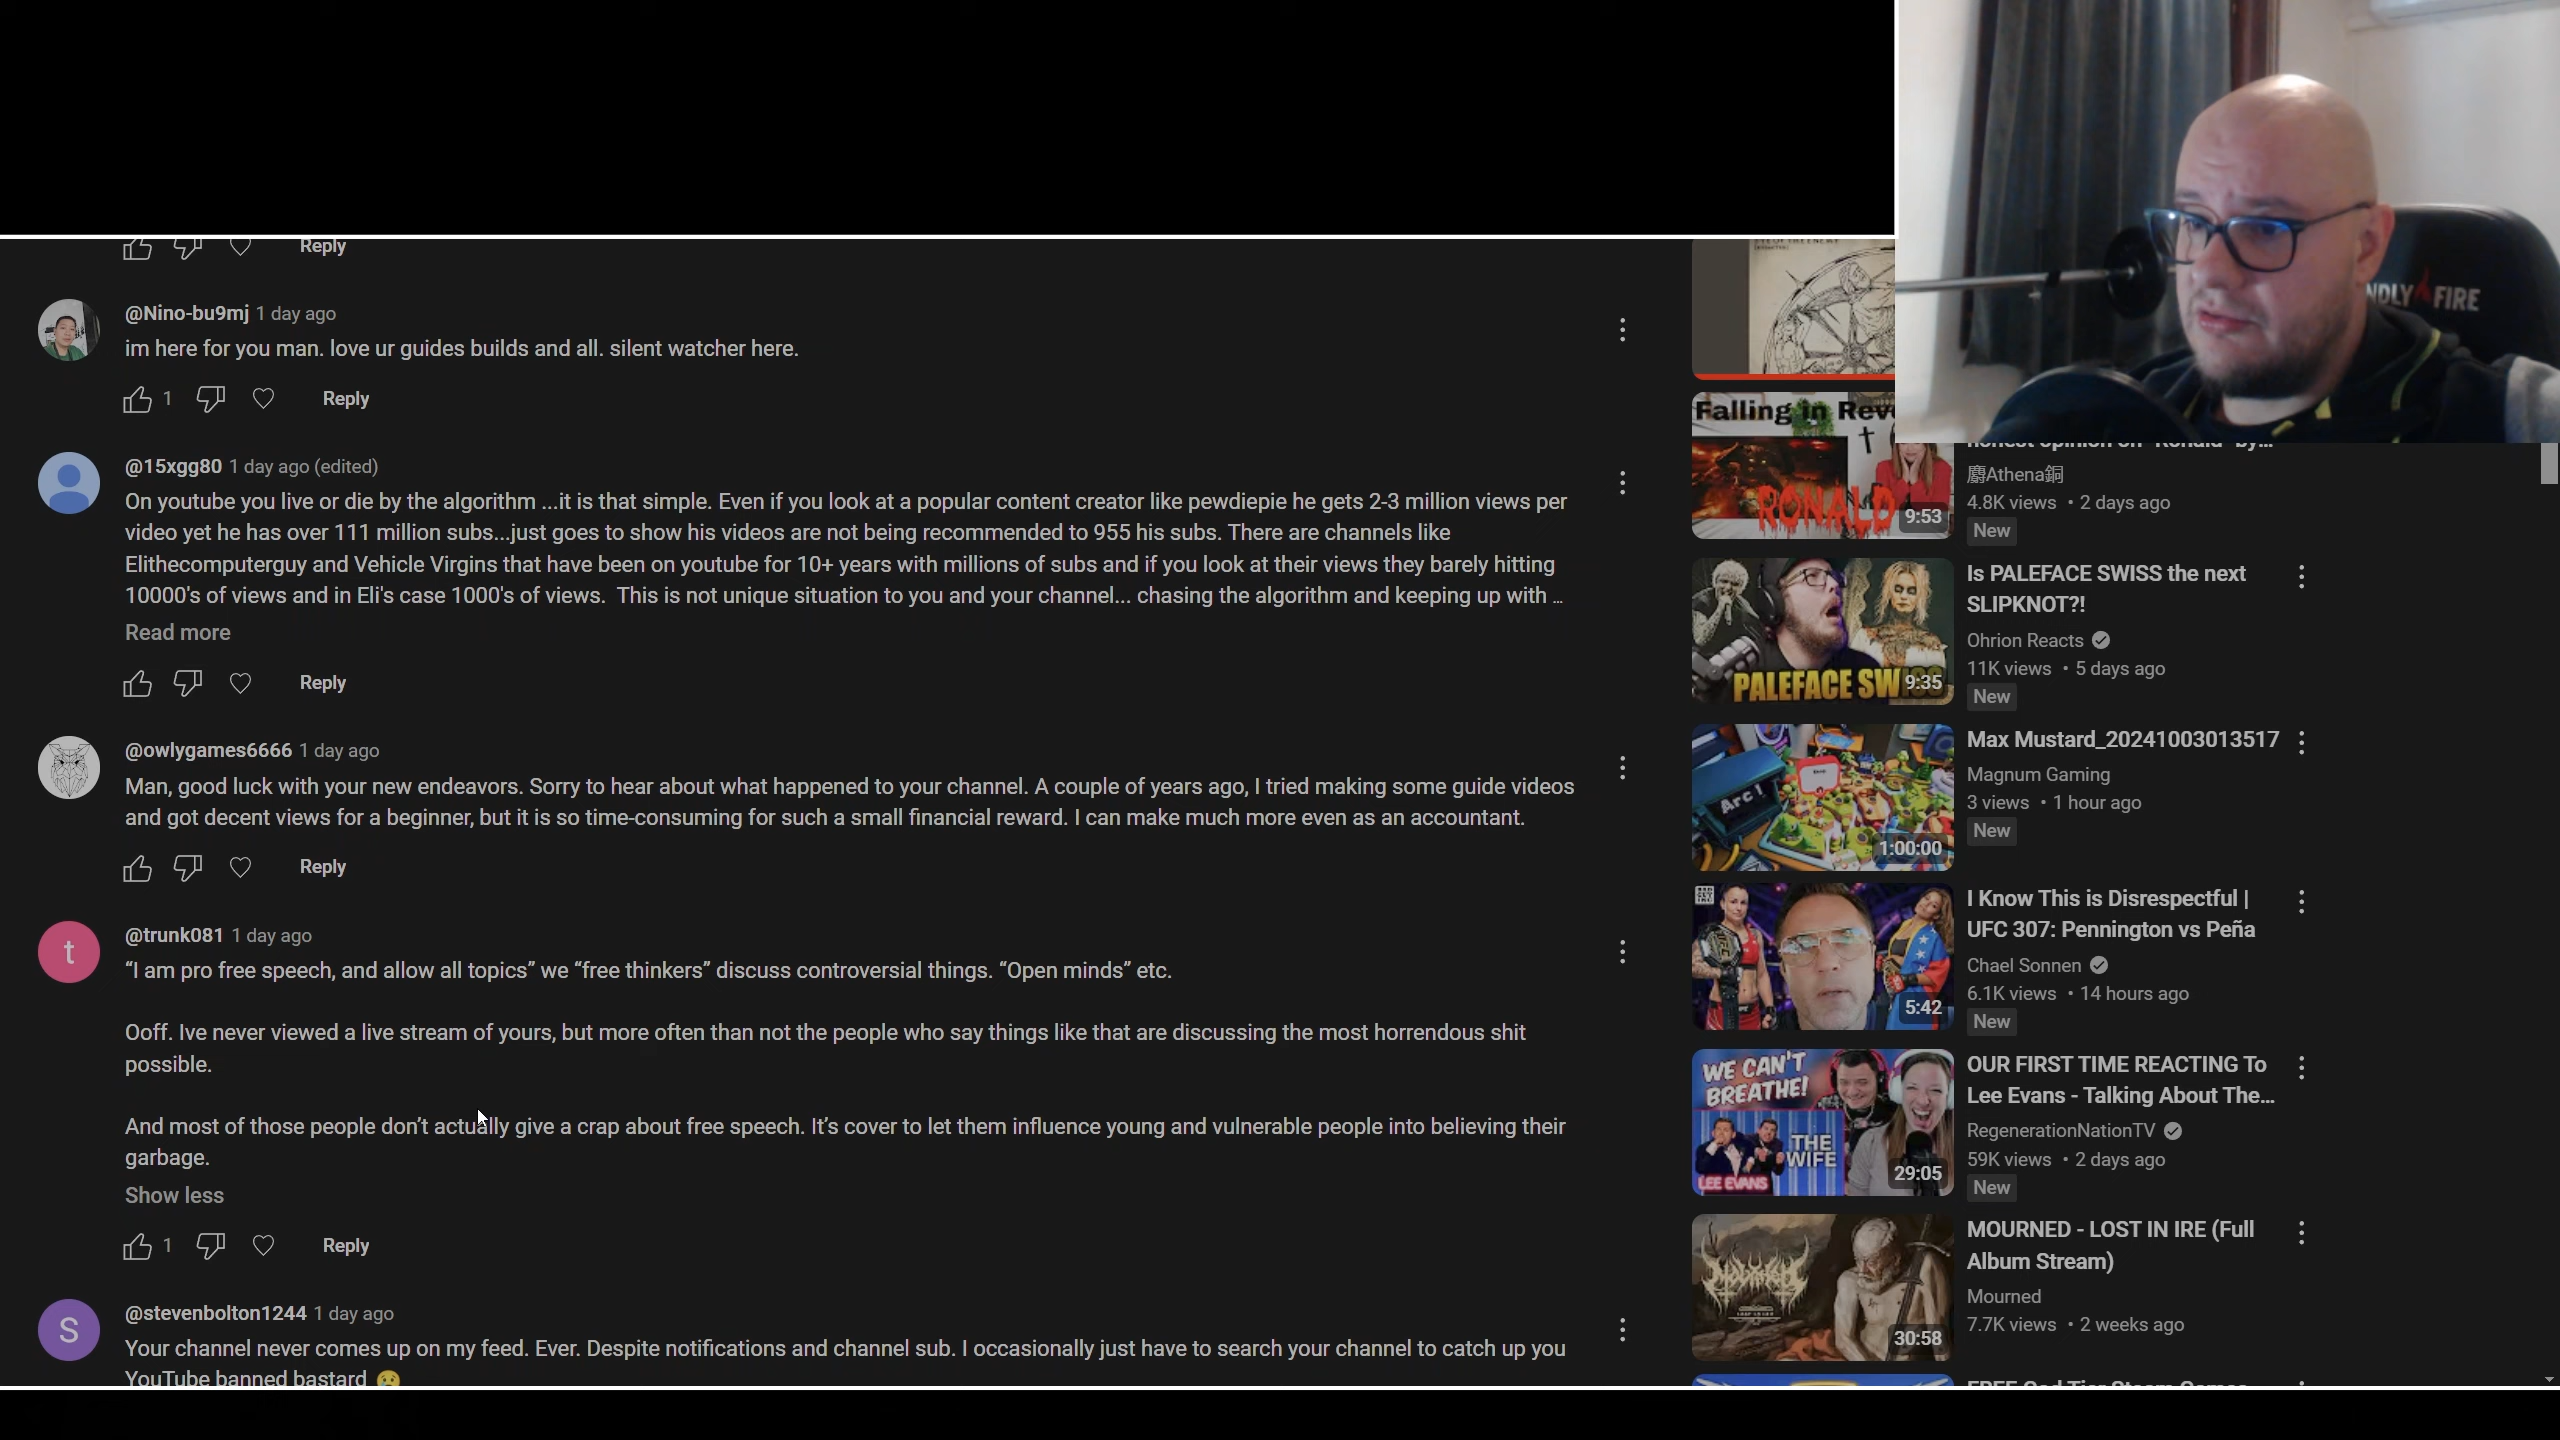 Reply
@Nino-bu9mj 1 day ago
im here for you man. love ur guides builds and all. silent watcher here.
1
Reply
@15xgg80 1 day ago (edited)
On youtube you live or die by the algorithm ...it is that simple. Even if you look at a popular content creator like pewdiepie he gets 2-3 million views per
video yet he has over 111 million subs...just goes to show his videos are not being recommended to 955 his subs. There are channels like
Elithecomputerguy and Vehicle Virgins that have been on youtube for 10+ years with millions of subs and if you look at their views they barely hitting
10000's of views and in Eli's case 1000's of views.  This is not unique situation to you and your channel... chasing the algorithm and keeping up with ...
Read more
Reply
@owlygames6666 1 day ago
Man, good luck with your new endeavors. Sorry to hear about what happened to your channel. A couple of years ago, I tried making some guide videos
and got decent views for a beginner, but it is so time-consuming for such a small financial reward. I can make much more even as an accountant.
Reply
t
@trunk081 1 day ago
“I am pro free speech, and allow all topics” we “free thinkers” discuss controversial things. “Open minds” etc.
Ooff. Ive never viewed a live stream of yours, but more often than not the people who say things like that are discussing the most horrendous shit
possible.
And most of those people don’t actually give a crap about free speech. It’s cover to let them influence young and vulnerable people into believing their
garbage.
Show less
1
Reply
S
@stevenbolton1244 1 day ago
Your channel never comes up on my feed. Ever. Despite notifications and channel sub. I occasionally just have to search your channel to catch up you
YouTube banned bastard 😢
NDLY FIRE
Falling in Reve
RONALD
9:53
honest opinion on "Ronald" by...
Athena
4.8K views • 2 days ago
New
PALEFACE SWISS
9:35
Is PALEFACE SWISS the next
SLIPKNOT?!
Ohrion Reacts
11K views • 5 days ago
New
Arc I
1:00:00
Max Mustard_20241003013517
Magnum Gaming
3 views • 1 hour ago
New
5:42
I Know This is Disrespectful |
UFC 307: Pennington vs Peña
Chael Sonnen
6.1K views • 14 hours ago
New
WE CAN'T
BREATHE!
THE
WIFE
LEE EVANS
29:05
OUR FIRST TIME REACTING To
Lee Evans - Talking About The...
RegenerationNationTV
59K views • 2 days ago
New
MOURNED
30:58
MOURNED - LOST IN IRE (Full
Album Stream)
Mourned
7.7K views • 2 weeks ago